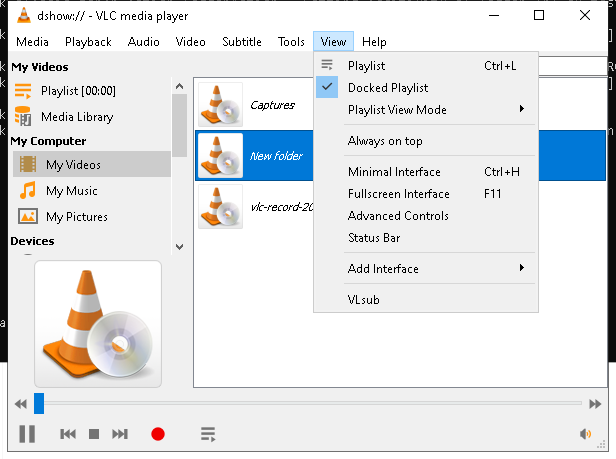 dshow:// - VLC media player
Media Playback Audio Video Subtitle Tools View Help
My Videos
Playlist [00:00]
Media Library
My Computer
My Videos
My Music
My Pictures
Devices
Captures
New folder
vlc-record-20
Playlist Ctrl+L
Docked Playlist
Playlist View Mode
Always on top
Minimal Interface Ctrl+H
Fullscreen Interface F11
Advanced Controls
Status Bar
Add Interface
VLsub